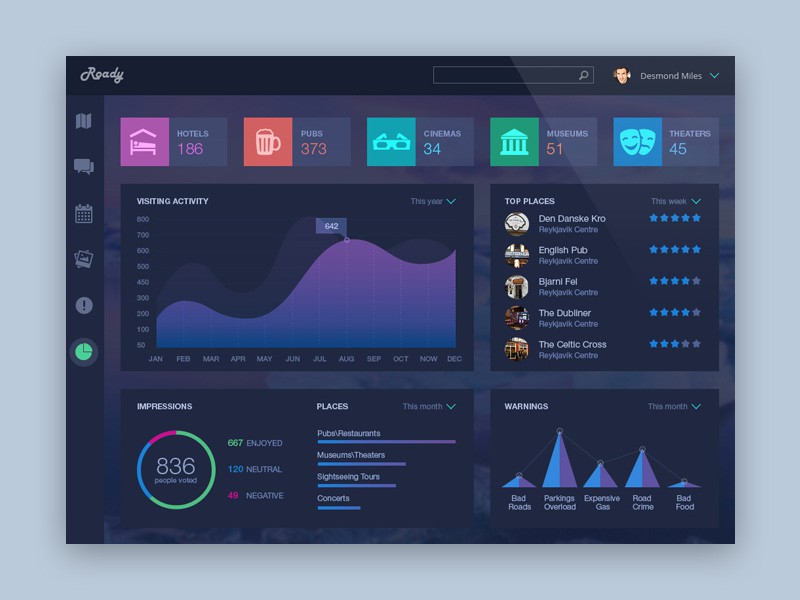 Ready
Desmond Miles
HOTELS
186
PUBS
373
CINEMAS
34
MUSEUMS
51
THEATERS
45
VISITING ACTIVITY
This year
800
700
600
500
450
300
200
100
50
642
JAN FEB MAR APR MAY JUN JUL AUG SEP OCT NOW DEC
TOP PLACES
This week
Den Danske Kro
Reykjavik Centre
English Pub
Reykjavik Centre
Bjarni Fel
Reykjavik Centre
The Dubliner
Reykjavik Centre
The Celtic Cross
Reykjavik Centre
IMPRESSIONS
836
people voted
667 ENJOYED
120 NEUTRAL
49 NEGATIVE
PLACES
This month
Pubs\Restaurants
Museums\Theaters
Sightseeing Tours
Concerts
WARNINGS
This month
Bad Roads
Parkings Overload
Expensive Gas
Road Crime
Bad Food